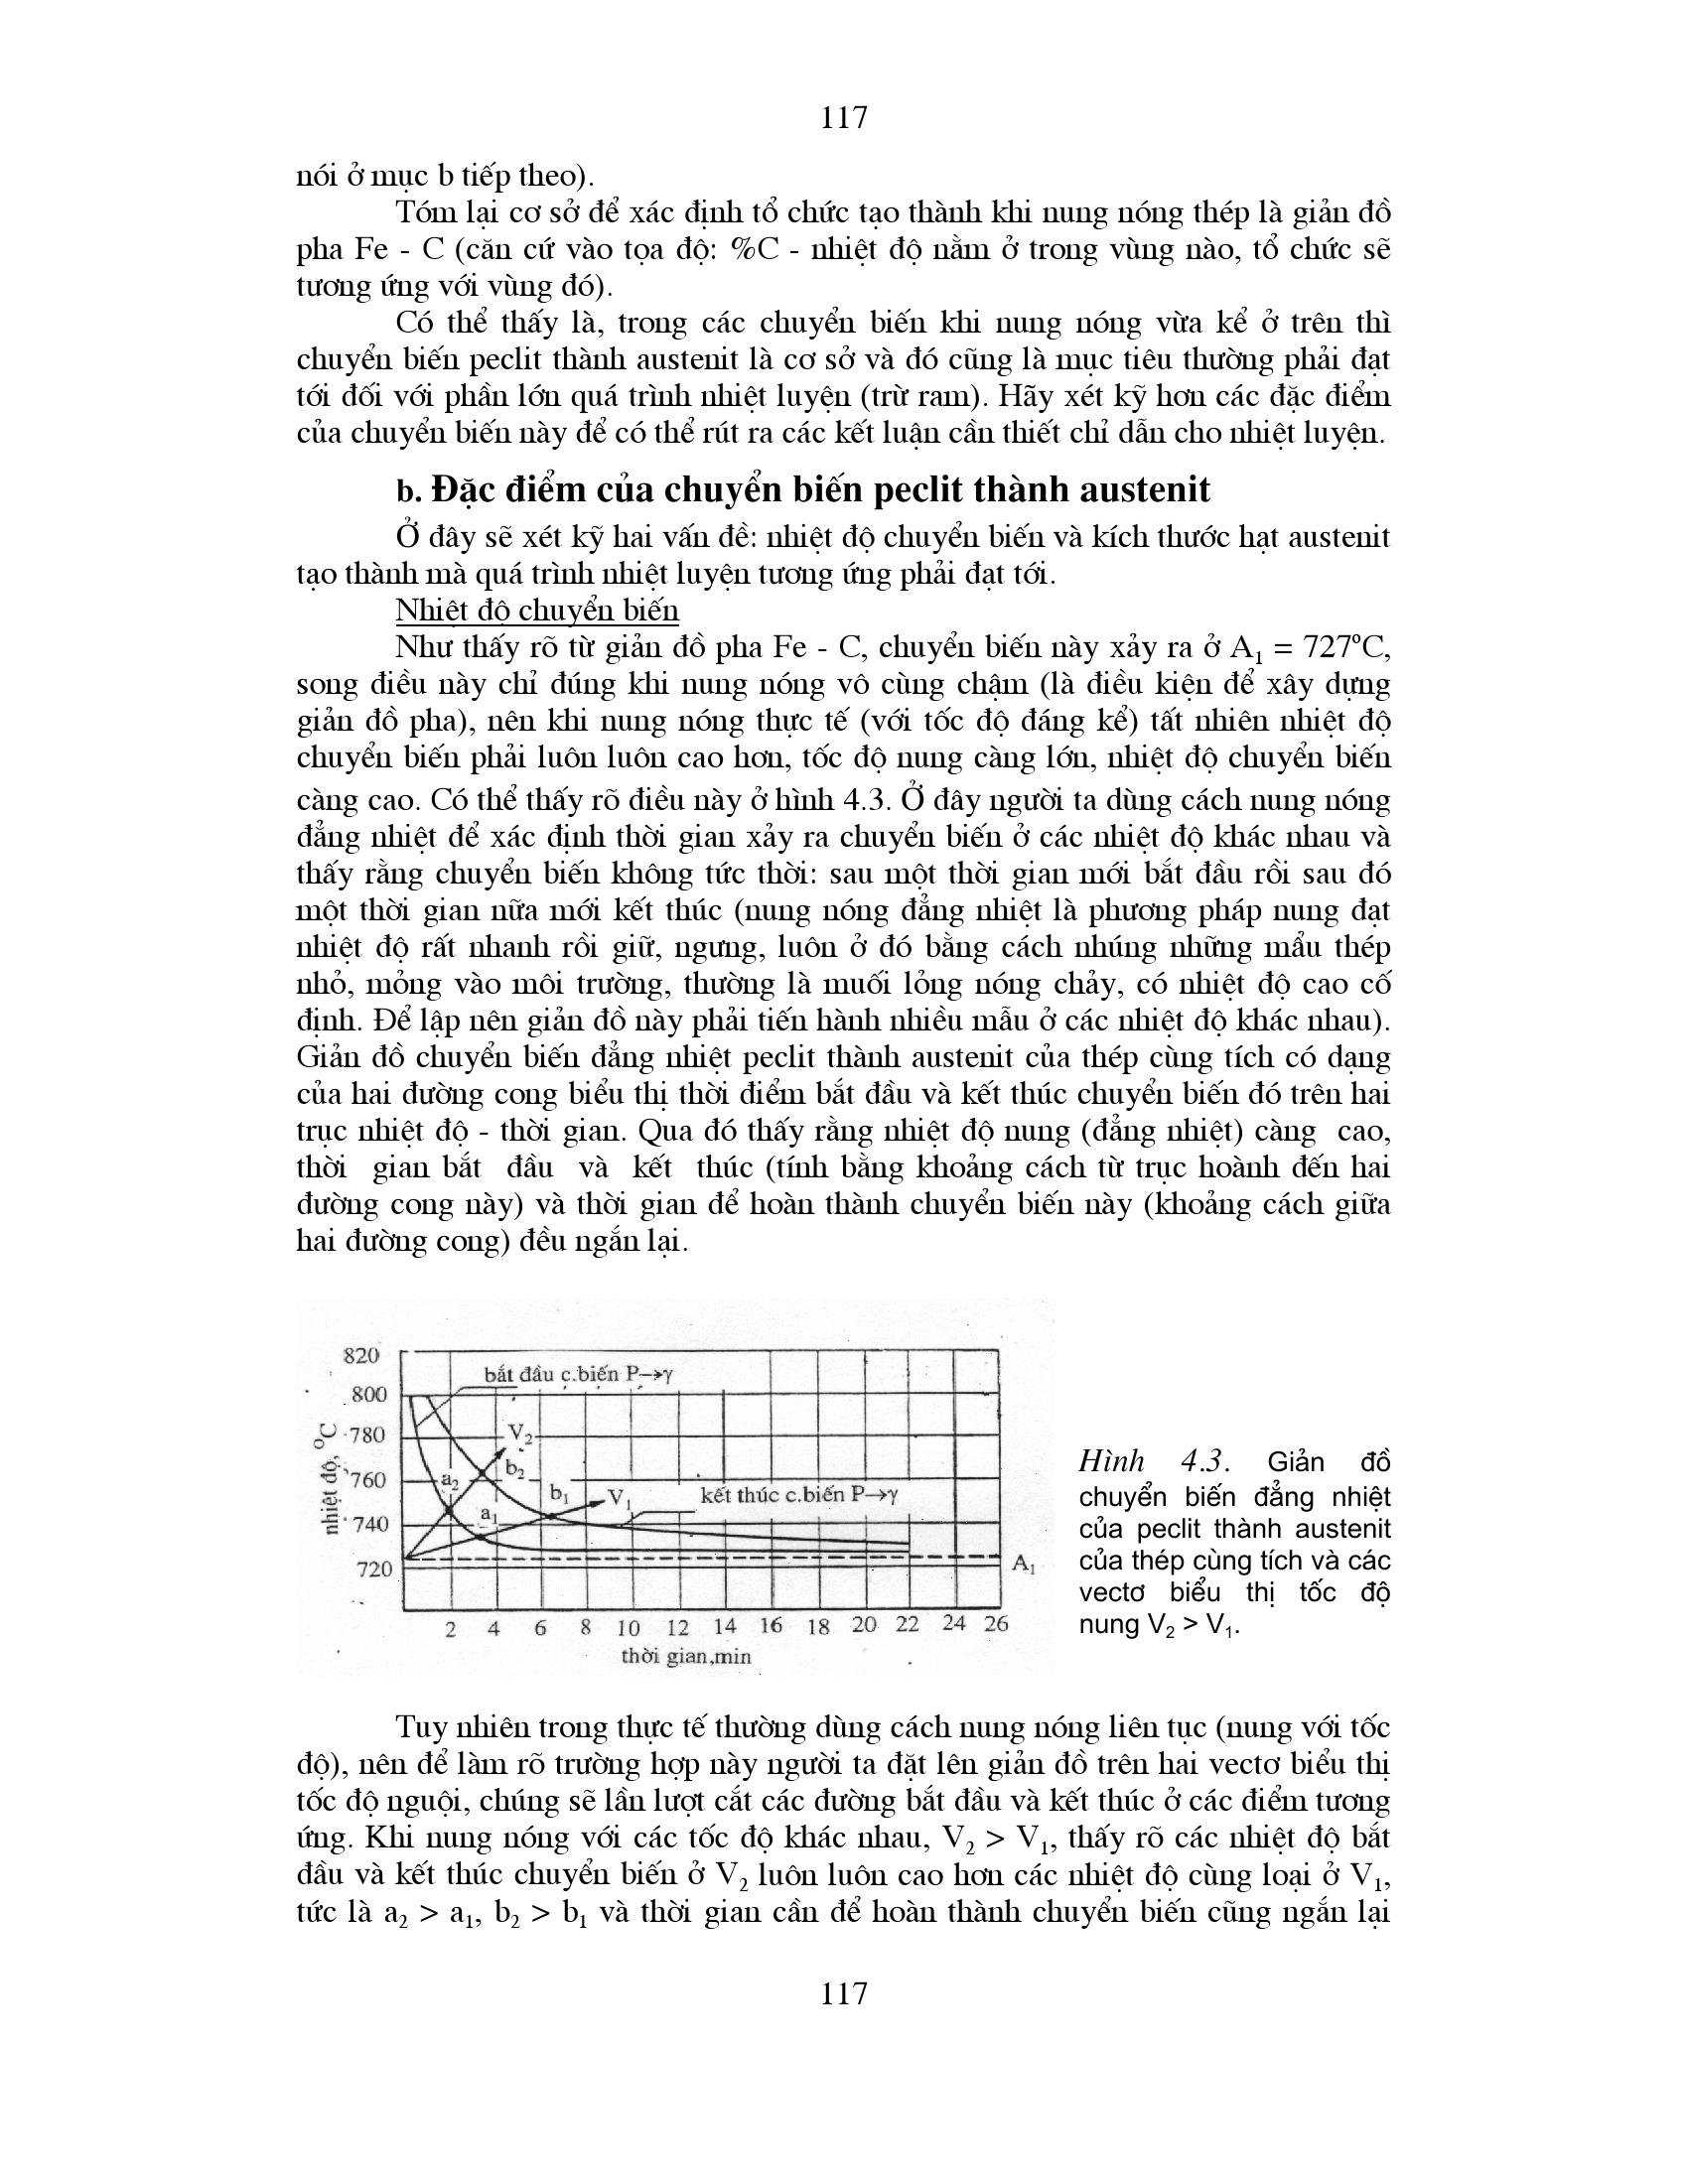 117
nói ở mục b tiếp theo).
Tóm lại cơ sở để xác định tổ chức tạo thành khi nung nóng thép là giản đồ
pha Fe - C (căn cứ vào tọa độ: %C - nhiệt độ nằm ở trong vùng nào, tổ chức sẽ
tương ứng với vùng đó).
Có thể thấy là, trong các chuyển biến khi nung nóng vừa kể ở trên thì
chuyển biến peclit thành austenit là cơ sở và đó cũng là mục tiêu thường phải đạt
tới đối với phần lớn quá trình nhiệt luyện (trừ ram). Hãy xét kỹ hơn các đặc điểm
của chuyển biến này để có thể rút ra các kết luận cần thiết chỉ dẫn cho nhiệt luyện.
b. Đặc điểm của chuyển biến peclit thành austenit
Ở đây sẽ xét kỹ hai vấn đề: nhiệt độ chuyển biến và kích thước hạt austenit
tạo thành mà quá trình nhiệt luyện tương ứng phải đạt tới.
Nhiệt độ chuyển biến
Như thấy rõ từ giản đồ pha Fe - C, chuyển biến này xảy ra ở A₁ = 727ºC,
song điều này chỉ đúng khi nung nóng vô cùng chậm (là điều kiện để xây dựng
giản đồ pha), nên khi nung nóng thực tế (với tốc độ đáng kể) tất nhiên nhiệt độ
chuyển biến phải luôn luôn cao hơn, tốc độ nung càng lớn, nhiệt độ chuyển biến
càng cao. Có thể thấy rõ điều này ở hình 4.3. Ở đây người ta dùng cách nung nóng
đẳng nhiệt để xác định thời gian xảy ra chuyển biến ở các nhiệt độ khác nhau và
thấy rằng chuyển biến không tức thời: sau một thời gian mới bắt đầu rồi sau đó
một thời gian nữa mới kết thúc (nung nóng đẳng nhiệt là phương pháp nung đạt
nhiệt độ rất nhanh rồi giữ, ngưng, luôn ở đó bằng cách nhúng những mẩu thép
nhỏ, mỏng vào môi trường, thường là muối lỏng nóng chảy, có nhiệt độ cao cố
định. Để lập nên giản đồ này phải tiến hành nhiều mẫu ở các nhiệt độ khác nhau).
Giản đồ chuyển biến đẳng nhiệt peclit thành austenit của thép cùng tích có dạng
của hai đường cong biểu thị thời điểm bắt đầu và kết thúc chuyển biến đó trên hai
trục nhiệt độ - thời gian. Qua đó thấy rằng nhiệt độ nung (đẳng nhiệt) càng cao,
thời gian bắt đầu và kết thúc (tính bằng khoảng cách từ trục hoành đến hai
đường cong này) và thời gian để hoàn thành chuyển biến này (khoảng cách giữa
hai đường cong) đều ngắn lại.
820
bắt đầu c.biến P→γ
800
780
V₂
b₂
760
a₂
b₁
V₁
kết thúc c.biến P→γ
a₁
740
720
A₁
nhiệt độ, ⁰C
2 4 6 8 10 12 14 16 18 20 22 24 26
thời gian,min
Hình 4.3. Giản đồ
chuyển biến đẳng nhiệt
của peclit thành austenit
của thép cùng tích và các
vectơ biểu thị tốc độ
nung V₂ > V₁.
Tuy nhiên trong thực tế thường dùng cách nung nóng liên tục (nung với tốc
độ), nên để làm rõ trường hợp này người ta đặt lên giản đồ trên hai vectơ biểu thị
tốc độ nguội, chúng sẽ lần lượt cắt các đường bắt đầu và kết thúc ở các điểm tương
ứng. Khi nung nóng với các tốc độ khác nhau, V₂ > V₁, thấy rõ các nhiệt độ bắt
đầu và kết thúc chuyển biến ở V₂ luôn luôn cao hơn các nhiệt độ cùng loại ở V₁,
tức là a₂ > a₁, b₂ > b₁ và thời gian cần để hoàn thành chuyển biến cũng ngắn lại
117